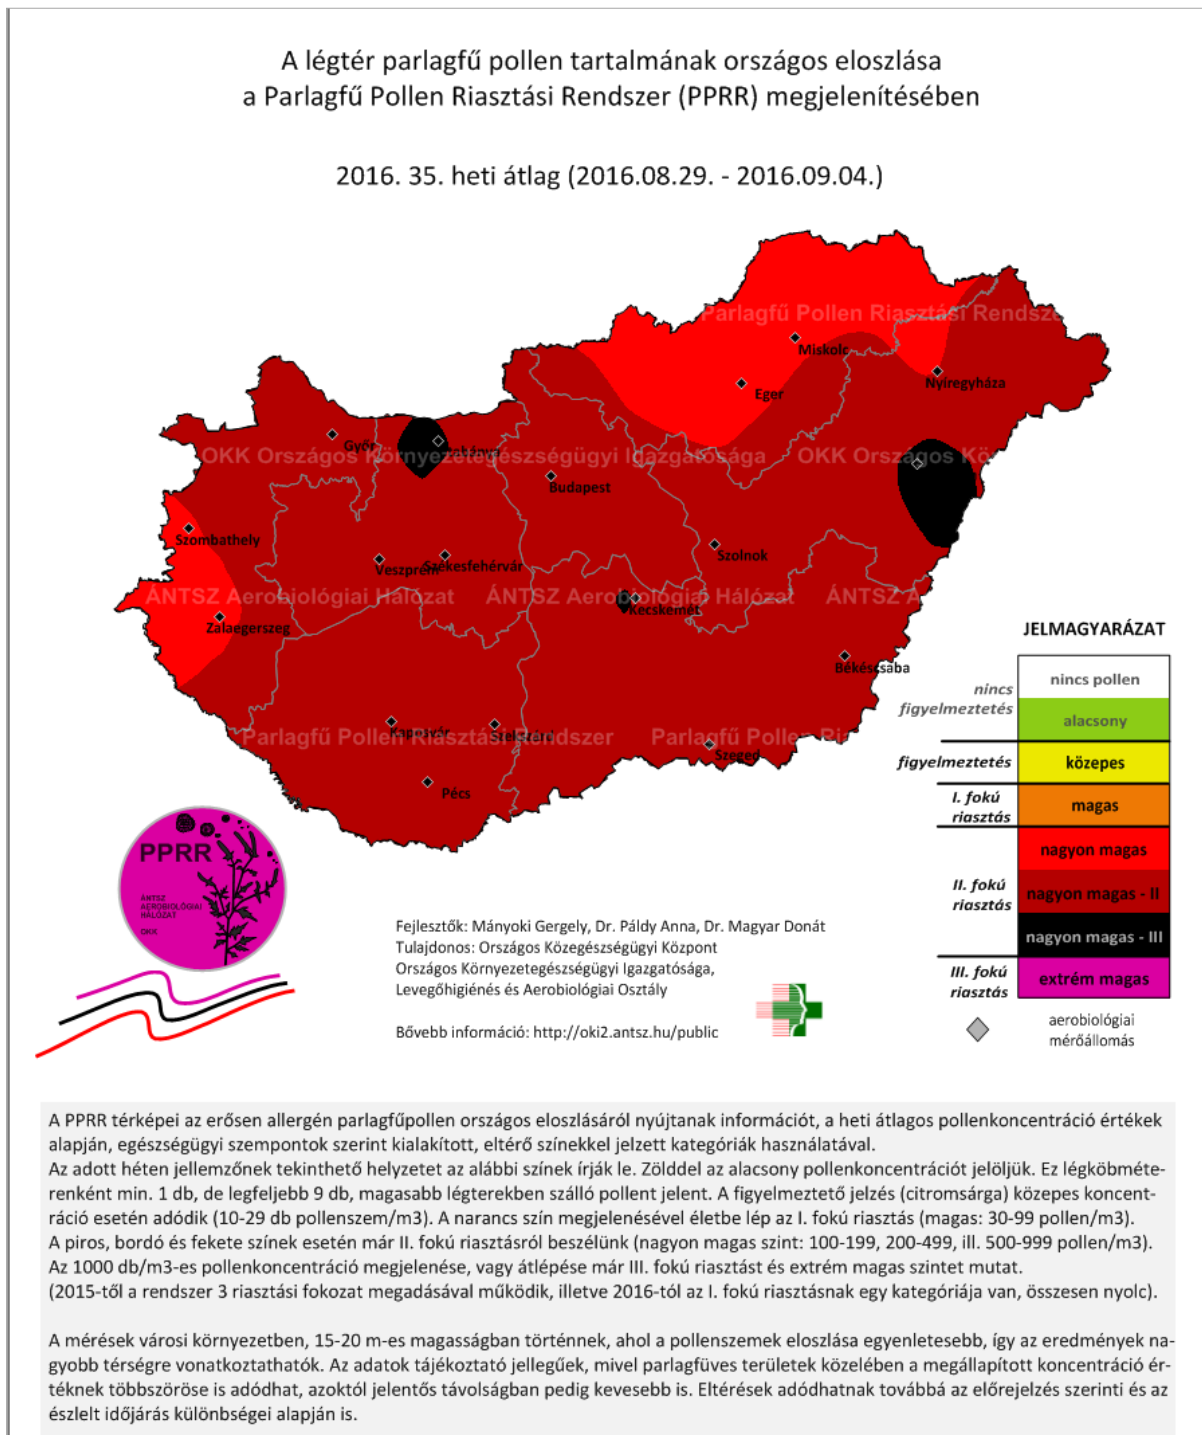 A légtér parlagfű pollen tartalmának országos eloszlása
a Parlagfű Pollen Riasztási Rendszer (PPRR) megjelenítésében
2016. 35. heti átlag (2016.08.29. - 2016.09.04.)
Parlagfű Pollen Riasztási Rendsze
Miskolc
Nyíregyháza
Eger
Győr
OKK Országos Környezetegészségügyi Igazgatósága
OKK Országos Kö
Budapest
Szombathely
Szolnok
Veszprém
Székesfehérvár
ÁNTSZ Aerobiológiai Hálózat
ÁNTSZ Aerobiológiai Hálózat
ÁNTSZ A
Kecskemét
Zalaegerszeg
Békéscsaba
Kaposvár
Szekszárd
Parlagfű Pollen Riasztási Rendszer
Parlagfű Pollen Ria
Szeged
Pécs
JELMAGYARÁZAT
nincs
figyelmeztetés
nincs pollen
alacsony
figyelmeztetés
közepes
I. fokú
riasztás
magas
nagyon magas
II. fokú
riasztás
nagyon magas - II
nagyon magas - III
III. fokú
riasztás
extrém magas
aerobiológiai
mérőállomás
PPRR
ÁNTSZ
AEROBIOLÓGIAI
HÁLÓZAT
OKK
Fejlesztők: Mányoki Gergely, Dr. Páldy Anna, Dr. Magyar Donát
Tulajdonos: Országos Közegészségügyi Központ
Országos Környezetegészségügyi Igazgatósága,
Levegőhigiénés és Aerobiológiai Osztály
Bővebb információ: http://oki2.antsz.hu/public
A PPRR térképei az erősen allergén parlagfűpollen országos eloszlásáról nyújtanak információt, a heti átlagos pollenkoncentráció értékek
alapján, egészségügyi szempontok szerint kialakított, eltérő színekkel jelzett kategóriák használatával.
Az adott héten jellemzőnek tekinthető helyzetet az alábbi színek írják le. Zölddel az alacsony pollenkoncentrációt jelöljük. Ez légköbméte-
renként min. 1 db, de legfeljebb 9 db, magasabb légterekben szálló pollent jelent. A figyelmeztető jelzés (citromsárga) közepes koncent-
ráció esetén adódik (10-29 db pollenszem/m3). A narancs szín megjelenésével életbe lép az I. fokú riasztás (magas: 30-99 pollen/m3).
A piros, bordó és fekete színek esetén már II. fokú riasztásról beszélünk (nagyon magas szint: 100-199, 200-499, ill. 500-999 pollen/m3).
Az 1000 db/m3-es pollenkoncentráció megjelenése, vagy átlépése már III. fokú riasztást és extrém magas szintet mutat.
(2015-től a rendszer 3 riasztási fokozat megadásával működik, illetve 2016-tól az I. fokú riasztásnak egy kategóriája van, összesen nyolc).
A mérések városi környezetben, 15-20 m-es magasságban történnek, ahol a pollenszemek eloszlása egyenletesebb, így az eredmények na-
gyobb térségre vonatkoztathatók. Az adatok tájékoztató jellegűek, mivel parlagfüves területek közelében a megállapított koncentráció ér-
téknek többszöröse is adódhat, azoktól jelentős távolságban pedig kevesebb is. Eltérések adódhatnak továbbá az előrejelzés szerinti és az
észlelt időjárás különbségei alapján is.